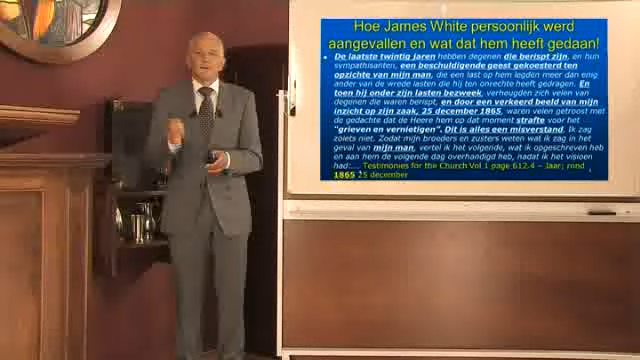 Hoe James White persoonlijk werd
aangevallen en wat dat hem heeft gedaan!
• De laatste twintig jaren hebben degenen die berispt zijn, en hun
sympathisanten, een beschuldigende geest gekoesterd ten
opzichte van mijn man, die een last op hem legden meer dan enig
ander van de wrede lasten die hij ten onrechte heeft gedragen. En
toen hij onder zijn lasten bezweek, verheugden zich velen van
degenen die waren berispt, en door een verkeerd beeld van mijn
inzicht op zijn zaak, 25 december 1865, waren velen getroost met
de gedachte dat de Heere hem op dat moment strafte voor het
"grieven en vernietigen". Dit is alles een misverstand. Ik zag
zoiets niet. Zodat mijn broeders en zusters weten wat ik zag in het
geval van mijn man, vertel ik het volgende, wat ik opgeschreven heb
en aan hem de volgende dag overhandigd heb, nadat ik het visioen
had:.... Testimonies for the Church Vol 1 page 612.4 – Jaar; rond
1865 25 december